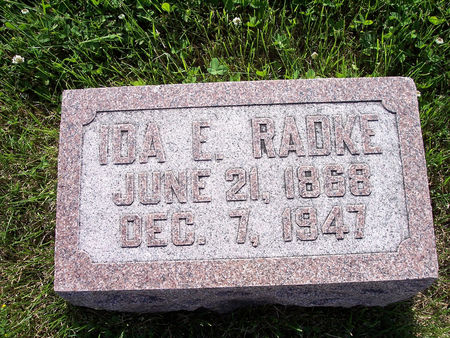 IDA E. RADKE
JUNE 21, 1868
DEC. 7, 1947